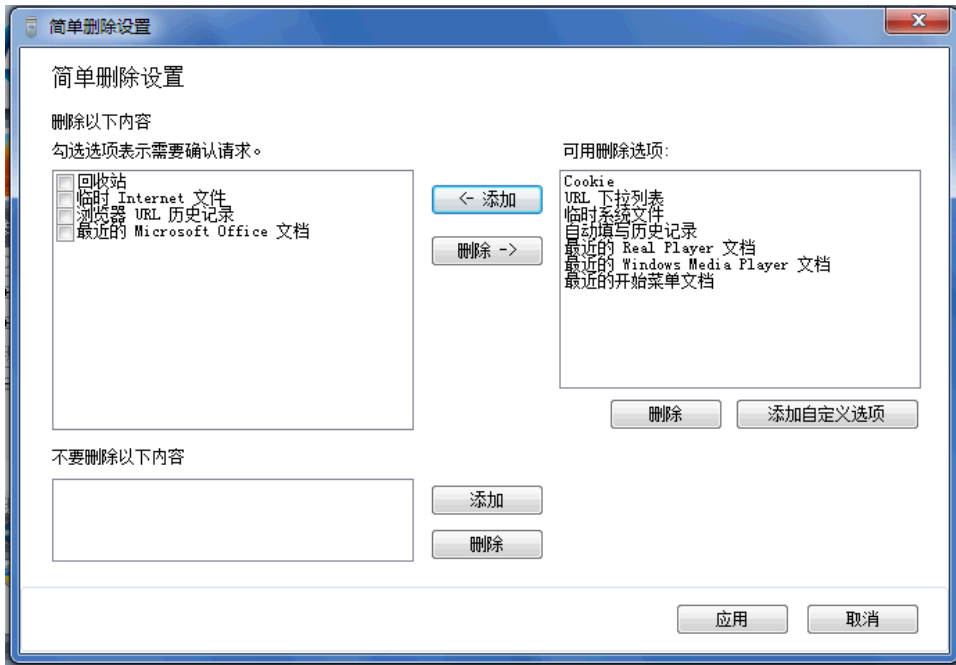 简单删除设置
简单删除设置
删除以下内容
勾选选项表示需要确认请求。
回收站
临时 Internet 文件
浏览器 URL 历史记录
最近的 Microsoft Office 文档
<- 添加
删除 ->
可用删除选项:
Cookie
URL 下拉列表
临时系统文件
自动填写历史记录
最近的 Real Player 文档
最近的 Windows Media Player 文档
最近的开始菜单文档
删除
添加自定义选项
不要删除以下内容
添加
删除
应用
取消